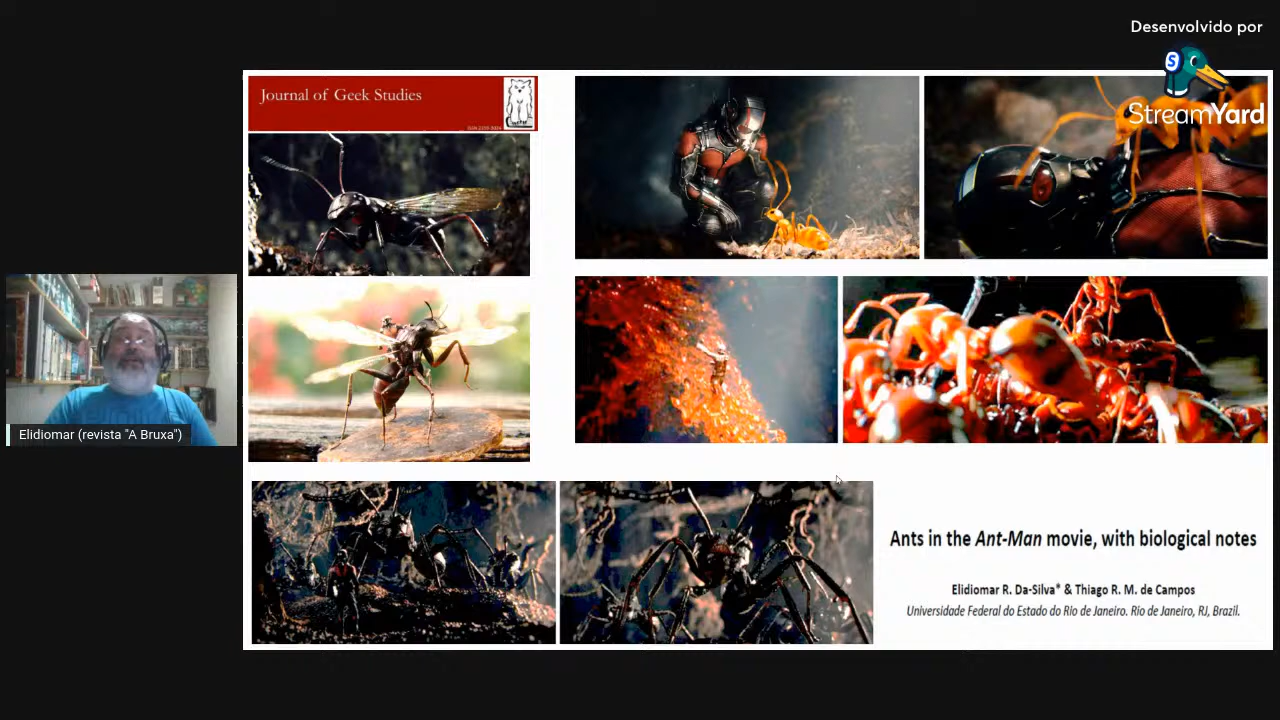 Desenvolvido por
S
StreamYard
Journal of Geek Studies
Elidiomar (revista "A Bruxa")
Ants in the Ant-Man movie, with biological notes
Elidiomar R. Da-Silva* & Thiago R. M. de Campos
Universidade Federal do Estado do Rio de Janeiro. Rio de Janeiro, RJ, Brazil.